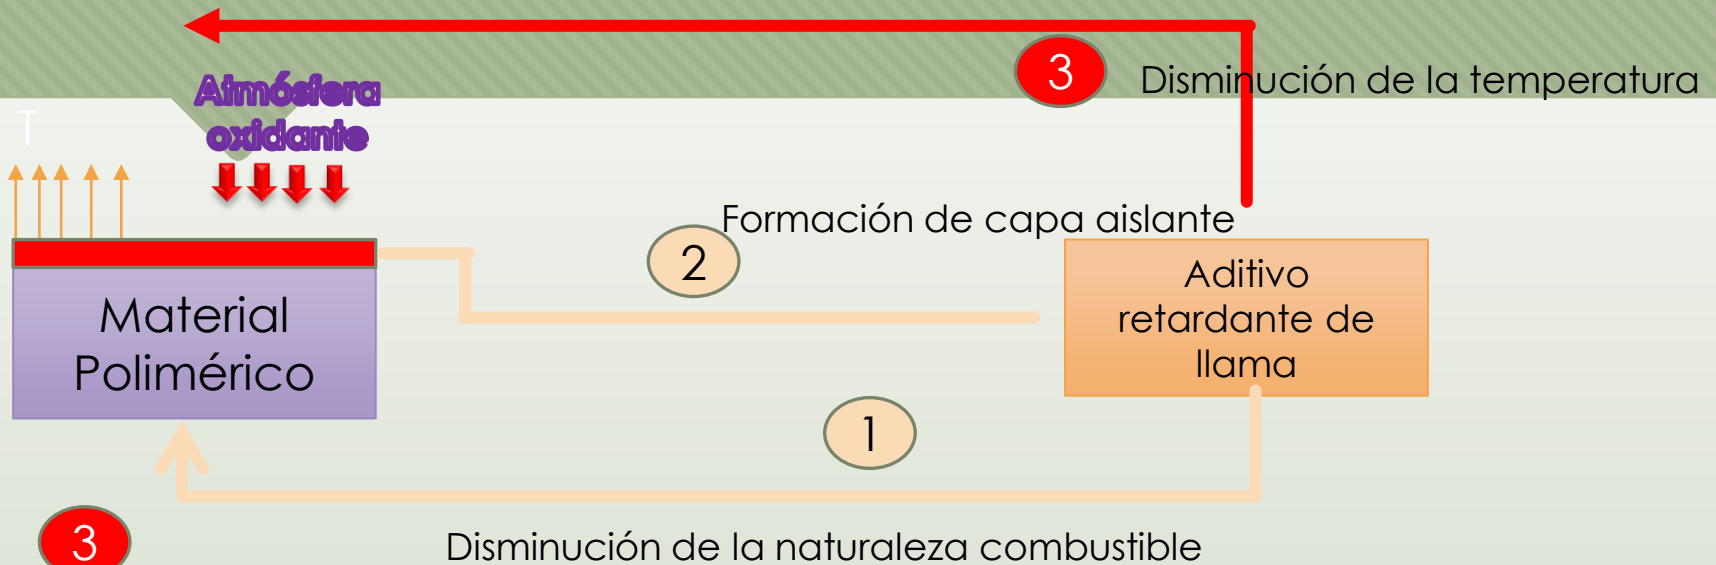 3
Disminución de la temperatura
Atmósfera
oxidante
T
Formación de capa aislante
2
Aditivo
retardante de
llama
Material
Polimérico
1
3
Disminución de la naturaleza combustible